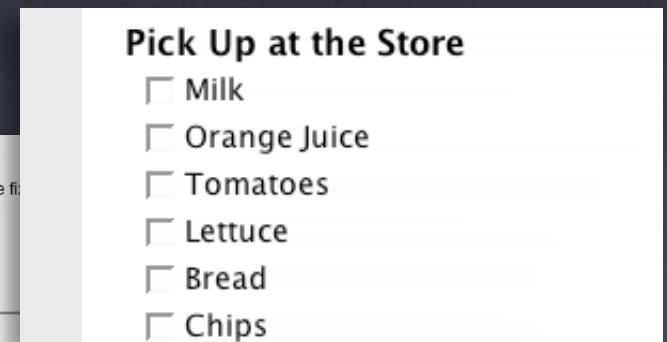 Pick Up at the Store
Milk
Orange Juice
Tomatoes
Lettuce
Bread
Chips